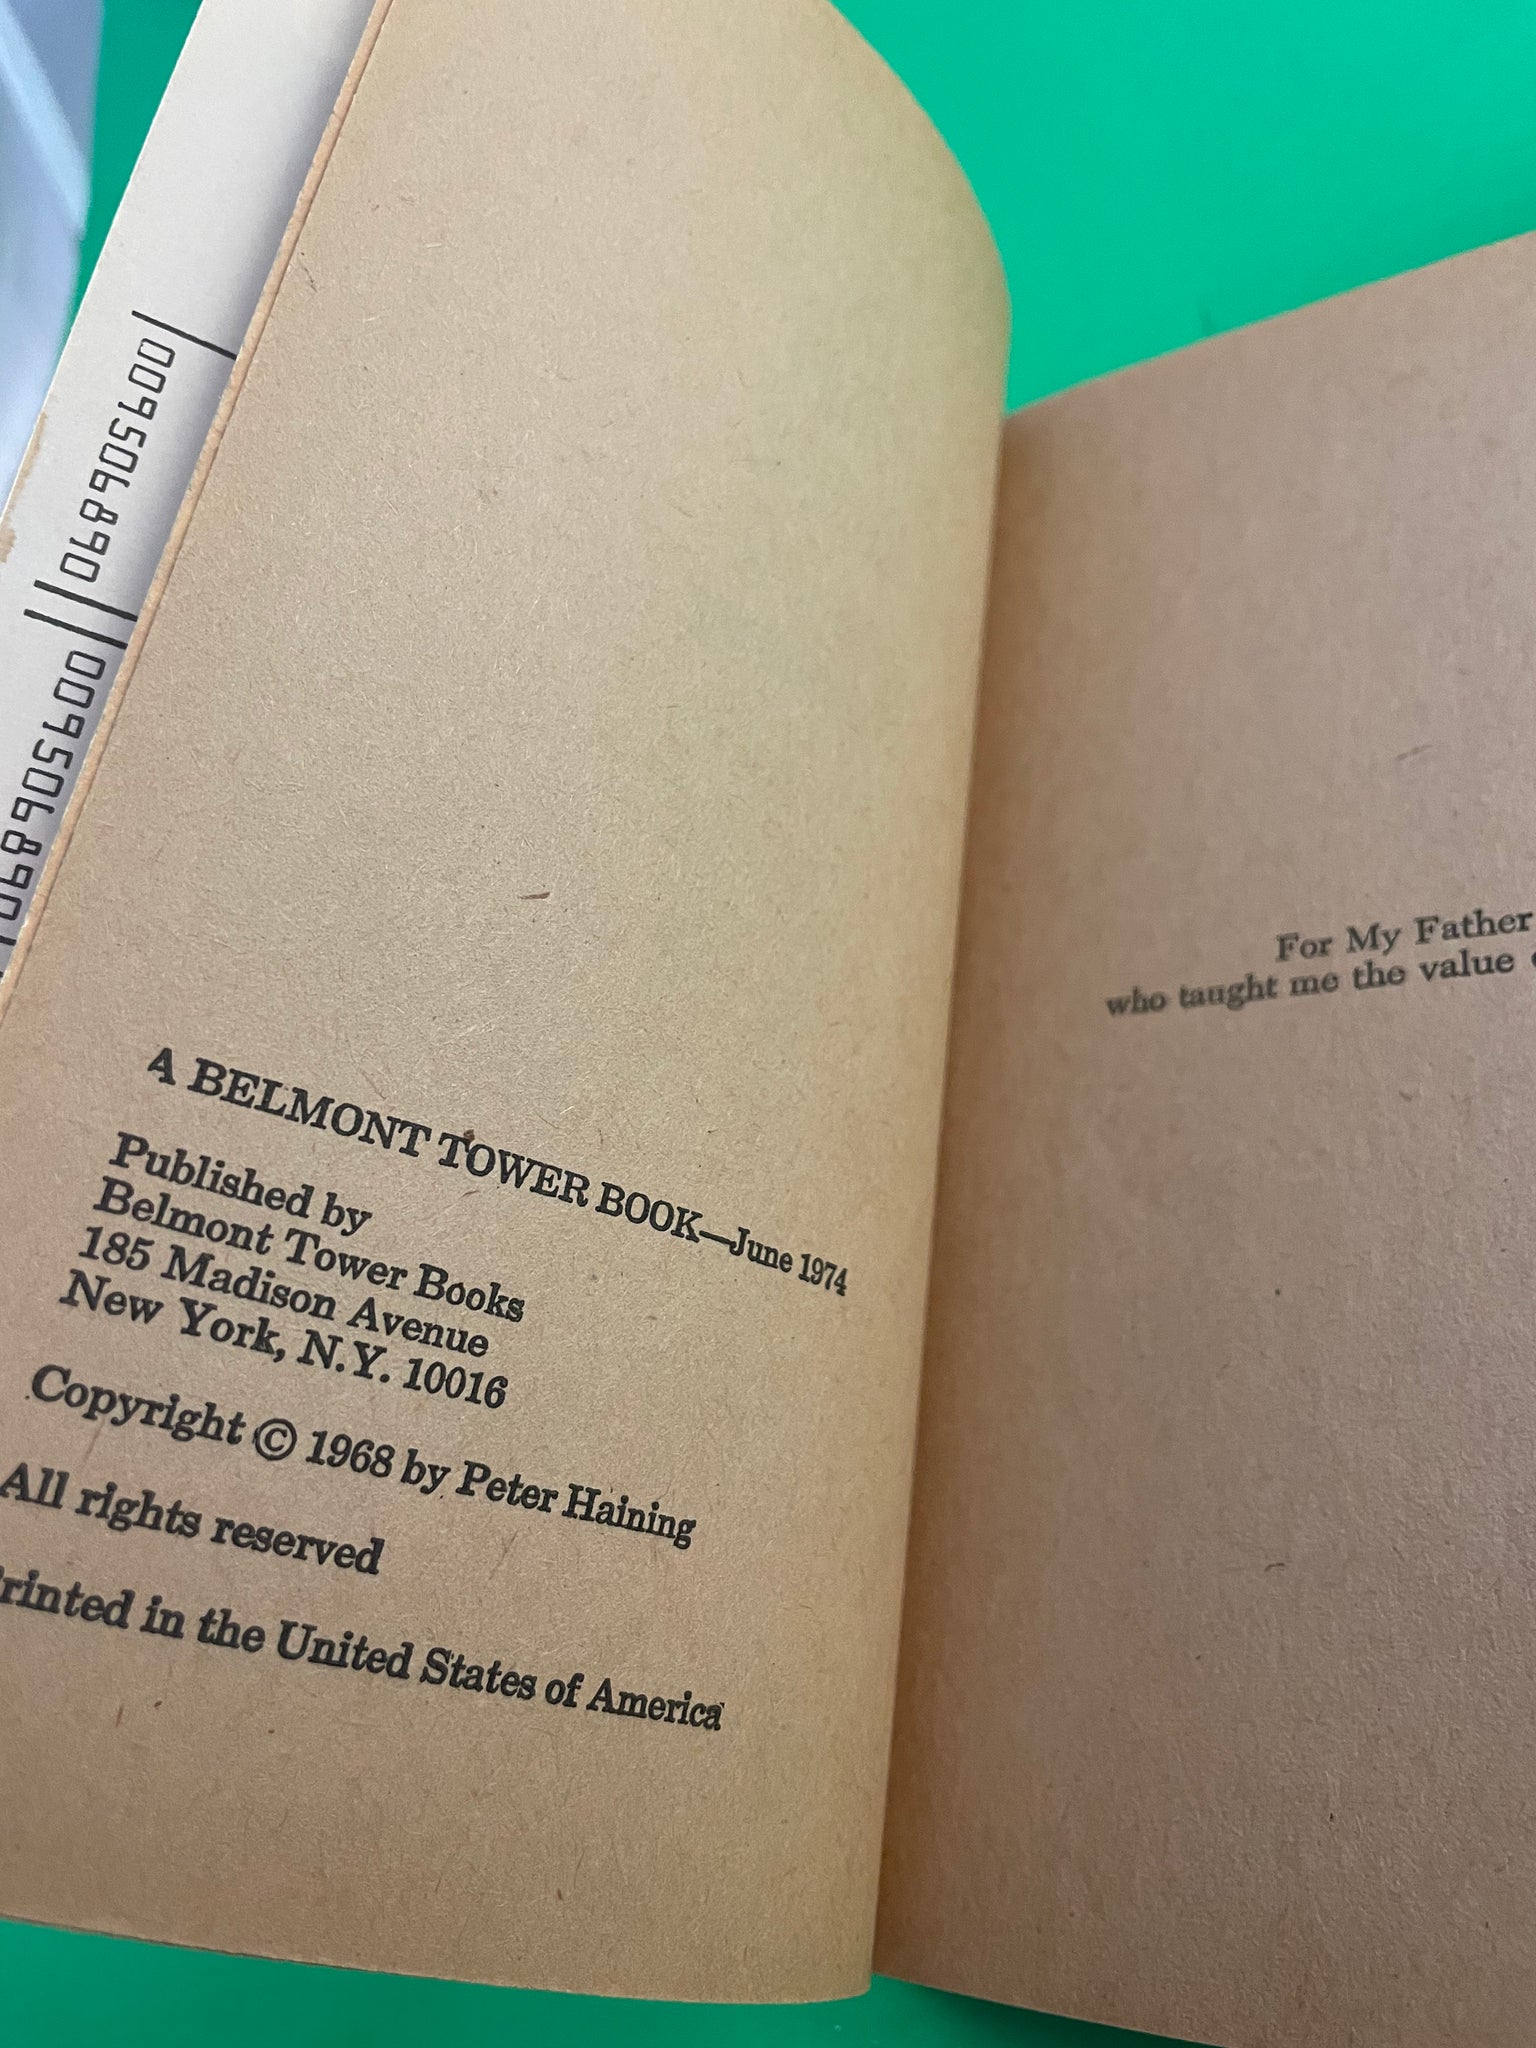 068905600
068905600
A BELMONT TOWER BOOK—June 1974
Published by
Belmont Tower Books
185 Madison Avenue
New York, N.Y. 10016
Copyright © 1968 by Peter Haining
All rights reserved
rinted in the United States of America
For My Father
who taught me the value